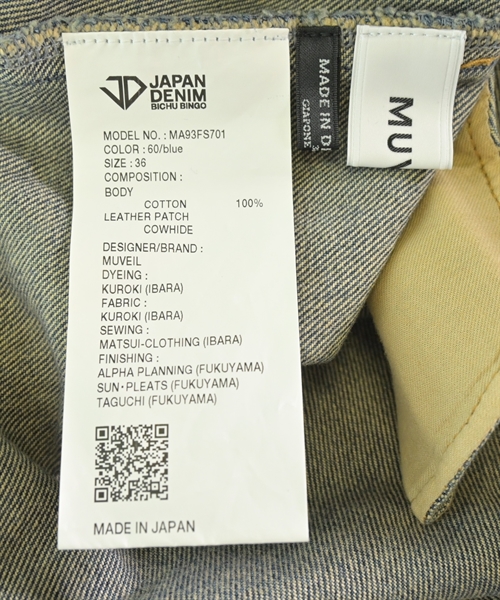 JAPAN
DENIM
BICHU BINGO
MODEL NO. : MA93FS701
COLOR : 60/blue
SIZE : 36
COMPOSITION :
BODY
COTTON 100%
LEATHER PATCH
COWHIDE
DESIGNER/BRAND :
MUVEIL
DYEING :
KUROKI (IBARA)
FABRIC :
KUROKI (IBARA)
SEWING :
MATSUI-CLOTHING (IBARA)
FINISHING :
ALPHA PLANNING (FUKUYAMA)
SUN・PLEATS (FUKUYAMA)
TAGUCHI (FUKUYAMA)
MADE IN JAPAN
MADE IN
GIAPONE